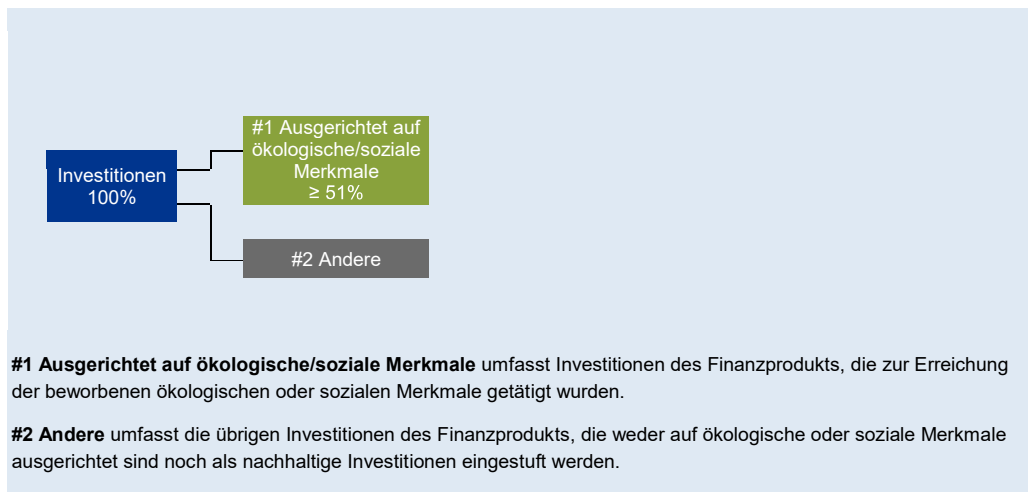 #1 Ausgerichtet auf
ökologische/soziale
Merkmale
≥ 51%
Investitionen
100%
#2 Andere
#1 Ausgerichtet auf ökologische/soziale Merkmale umfasst Investitionen des Finanzprodukts, die zur Erreichung
der beworbenen ökologischen oder sozialen Merkmale getätigt wurden.
#2 Andere umfasst die übrigen Investitionen des Finanzprodukts, die weder auf ökologische oder soziale Merkmale
ausgerichtet sind noch als nachhaltige Investitionen eingestuft werden.